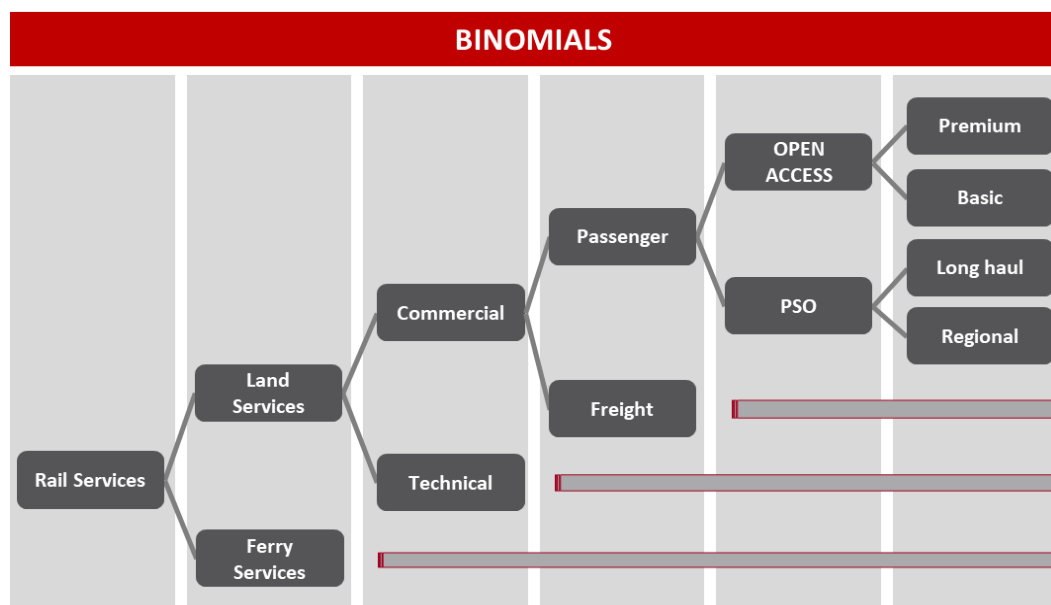 BINOMIALS
Rail Services
Land
Services
Ferry
Services
Commercial
Technical
Passenger
Freight
OPEN
ACCESS
PSO
Premium
Basic
Long haul
Regional